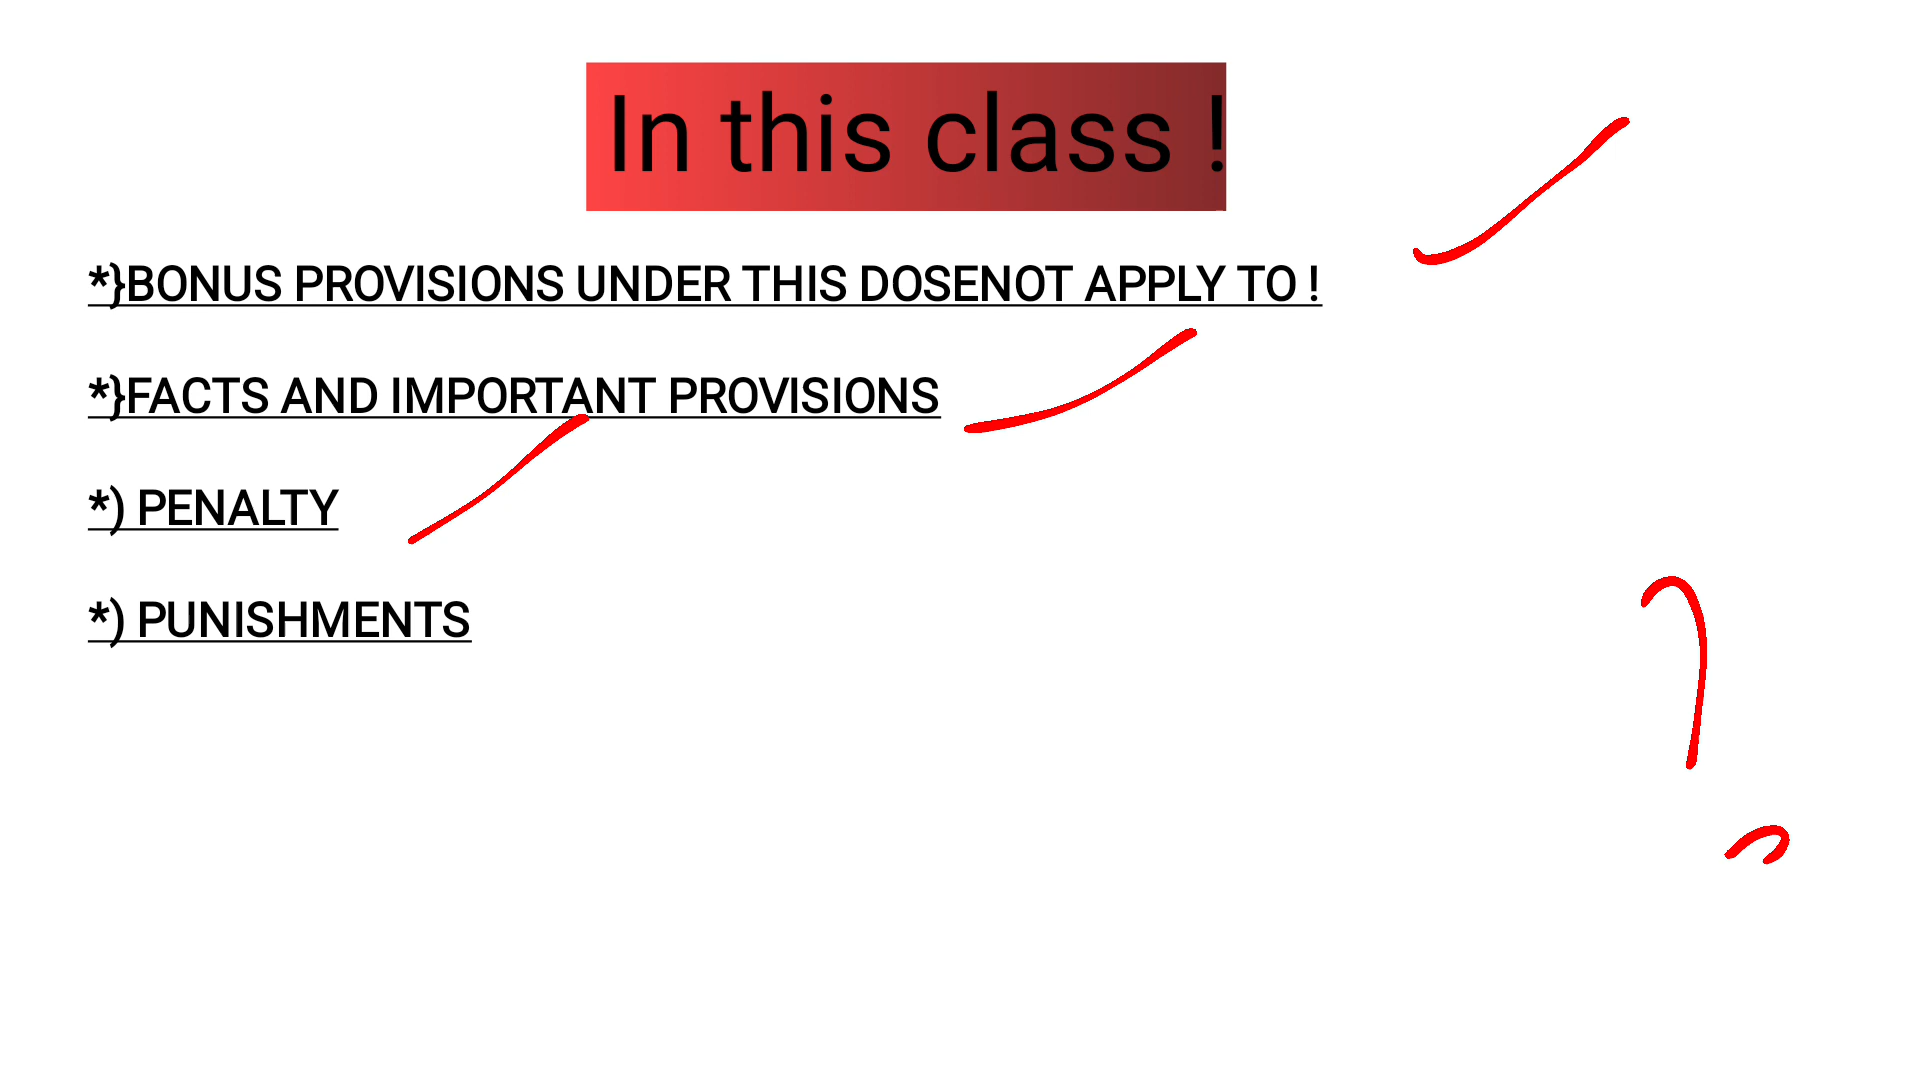 In this class !
*}BONUS PROVISIONS UNDER THIS DOSENOT APPLY TO !
*}FACTS AND IMPORTANT PROVISIONS
*) PENALTY
*) PUNISHMENTS